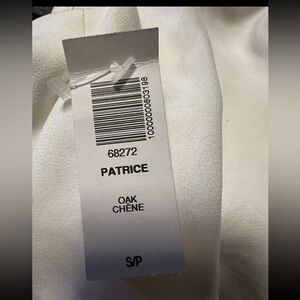 10000000803198
68272
PATRICE
OAK
CHÊNE
S/P